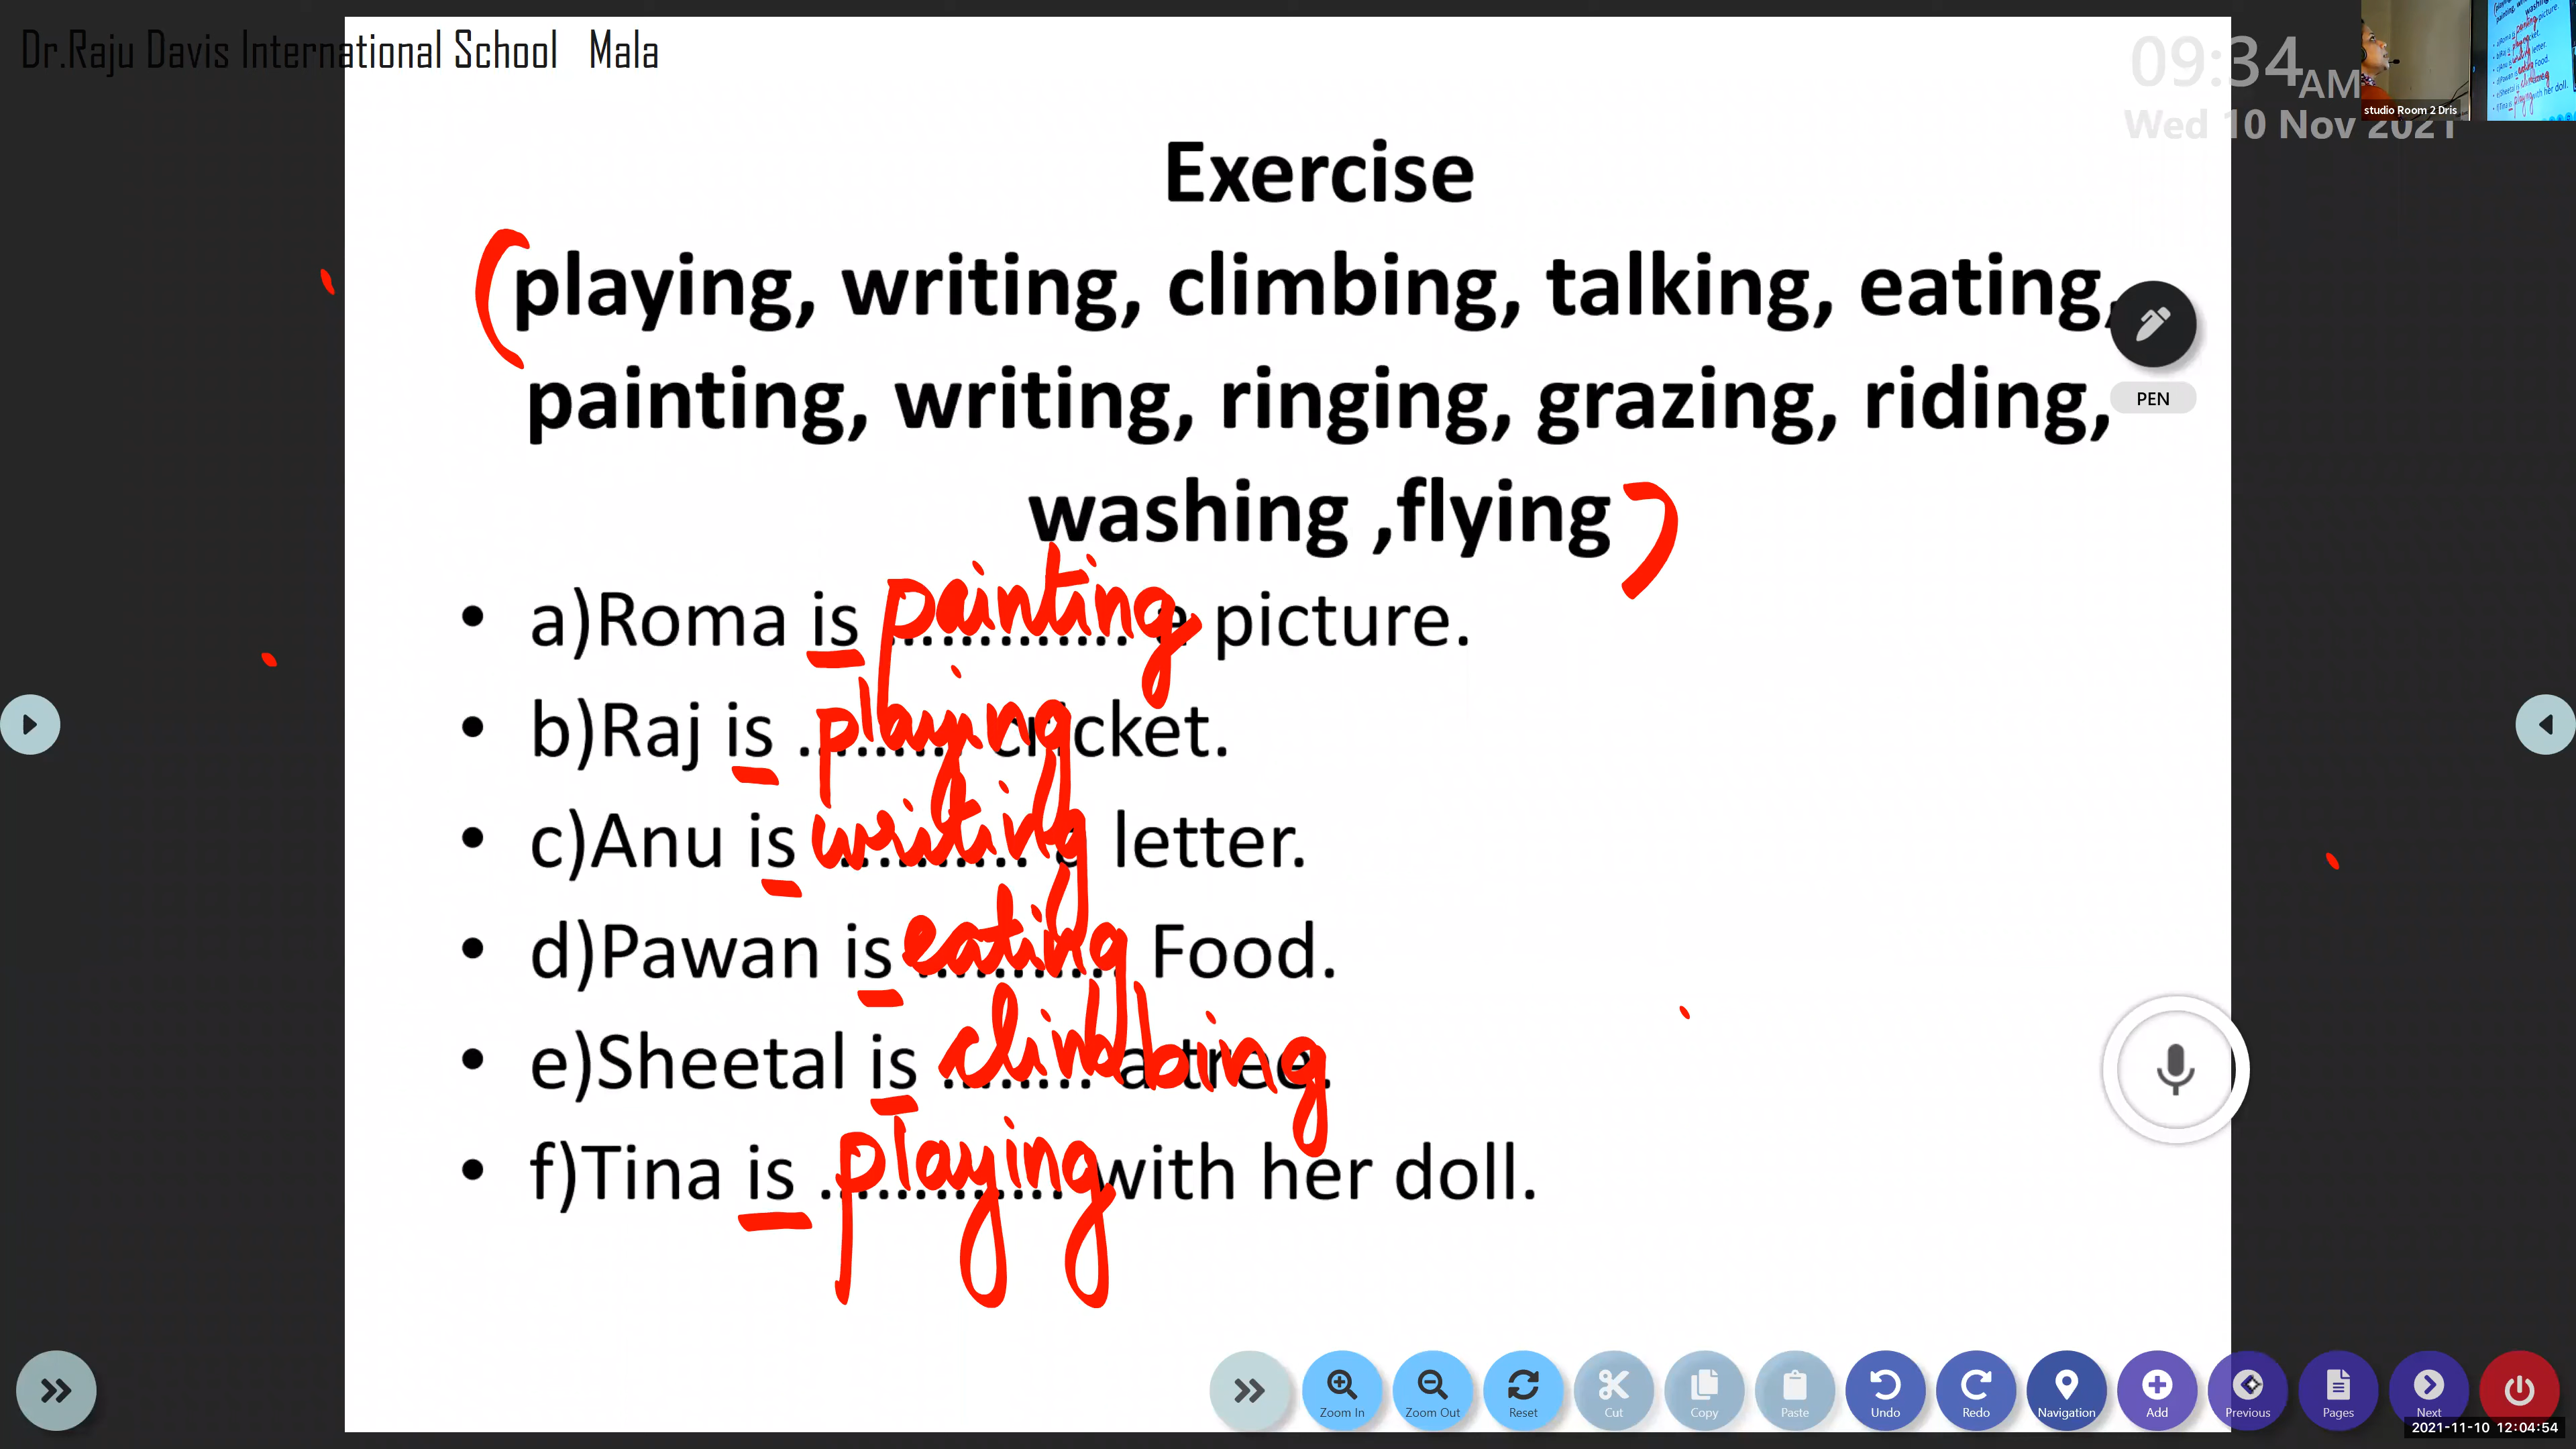 Dr.Raju Davis International School Mala
09:34 AM
Wed 10 Nov 2021
studio Room 2 Dris
Exercise
playing, writing, climbing, talking, eating,
painting, writing, ringing, grazing, riding,
washing ,flying
PEN
• a)Roma is painting a picture.
• b)Raj is playing cricket.
• c)Anu is writing a letter.
• d)Pawan is eating Food.
• e)Sheetal is climbing a tree.
• f)Tina is playing with her doll.
Zoom In Zoom Out Reset Cut Copy Paste Undo Redo Navigation Add Previous Pages Next
2021-11-10 12:04:54